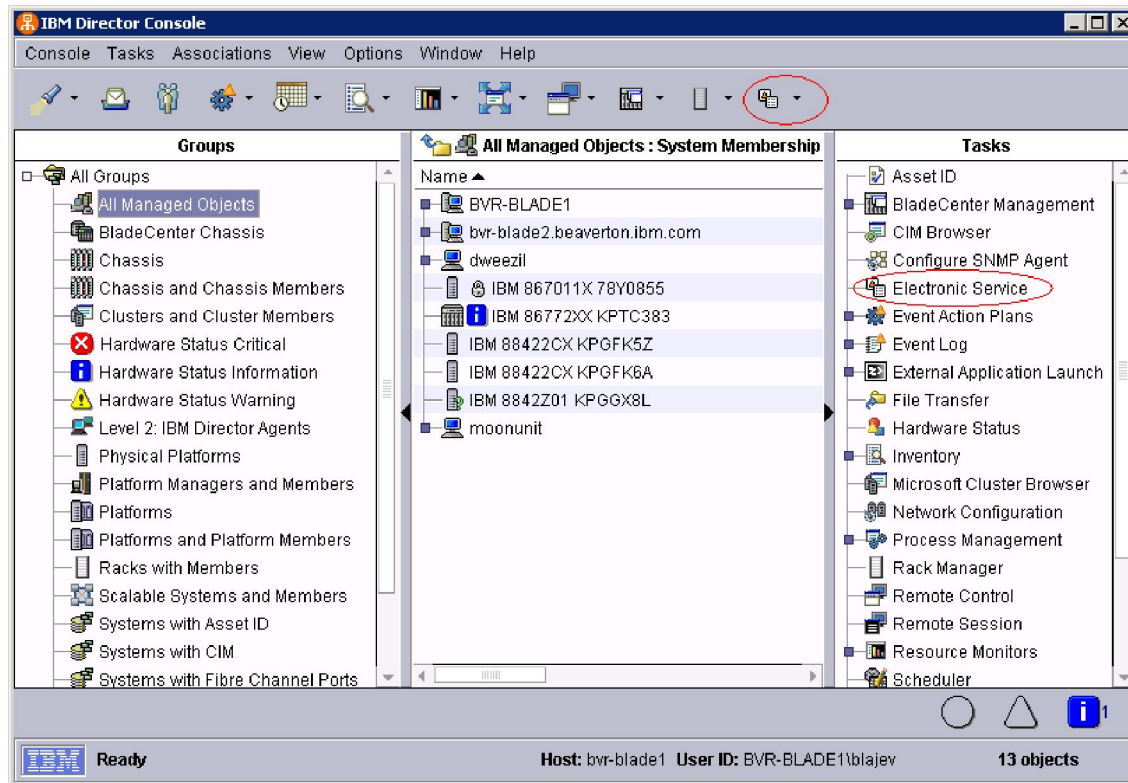 IBM Director Console
Console Tasks Associations View Options Window Help
Groups
All Groups
All Managed Objects
BladeCenter Chassis
Chassis
Chassis and Chassis Members
Clusters and Cluster Members
Hardware Status Critical
Hardware Status Information
Hardware Status Warning
Level 2: IBM Director Agents
Physical Platforms
Platform Managers and Members
Platforms
Platforms and Platform Members
Racks with Members
Scalable Systems and Members
Systems with Asset ID
Systems with CIM
Systems with Fibre Channel Ports
All Managed Objects : System Membership
Name
BVR-BLADE1
bvr-blade2.beaverton.ibm.com
dweezil
IBM 867011X 78Y0855
i IBM 86772XX KPTC383
IBM 88422CX KPGFK5Z
IBM 88422CX KPGFK6A
IBM 8842Z01 KPGGX8L
moonunit
Tasks
Asset ID
BladeCenter Management
CIM Browser
Configure SNMP Agent
Electronic Service
Event Action Plans
Event Log
External Application Launch
File Transfer
Hardware Status
Inventory
Microsoft Cluster Browser
Network Configuration
Process Management
Rack Manager
Remote Control
Remote Session
Resource Monitors
Scheduler
i 1
IBM Ready Host: bvr-blade1 User ID: BVR-BLADE1\blajev 13 objects